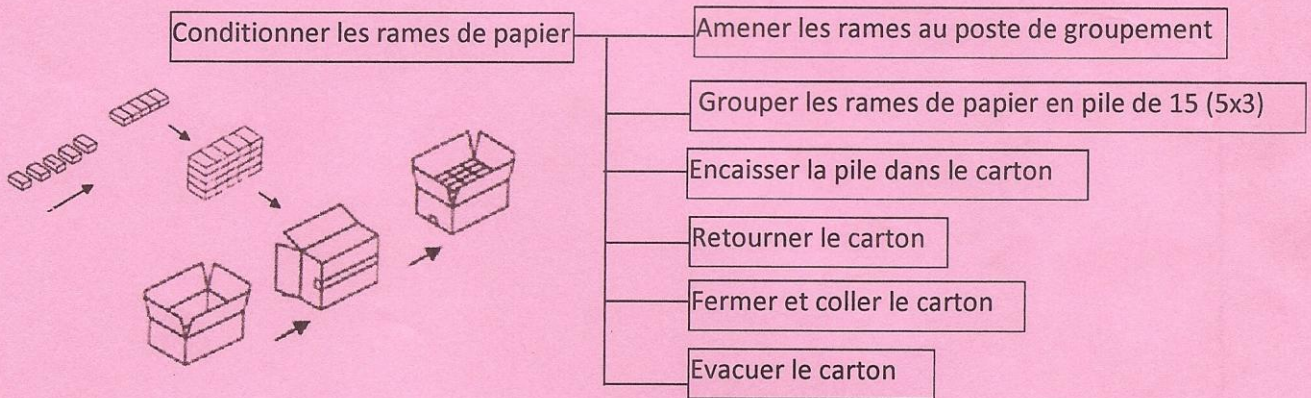 Conditionner les rames de papier
Amener les rames au poste de groupement
Grouper les rames de papier en pile de 15 (5x3)
Encaisser la pile dans le carton
Retourner le carton
Fermer et coller le carton
Evacuer le carton